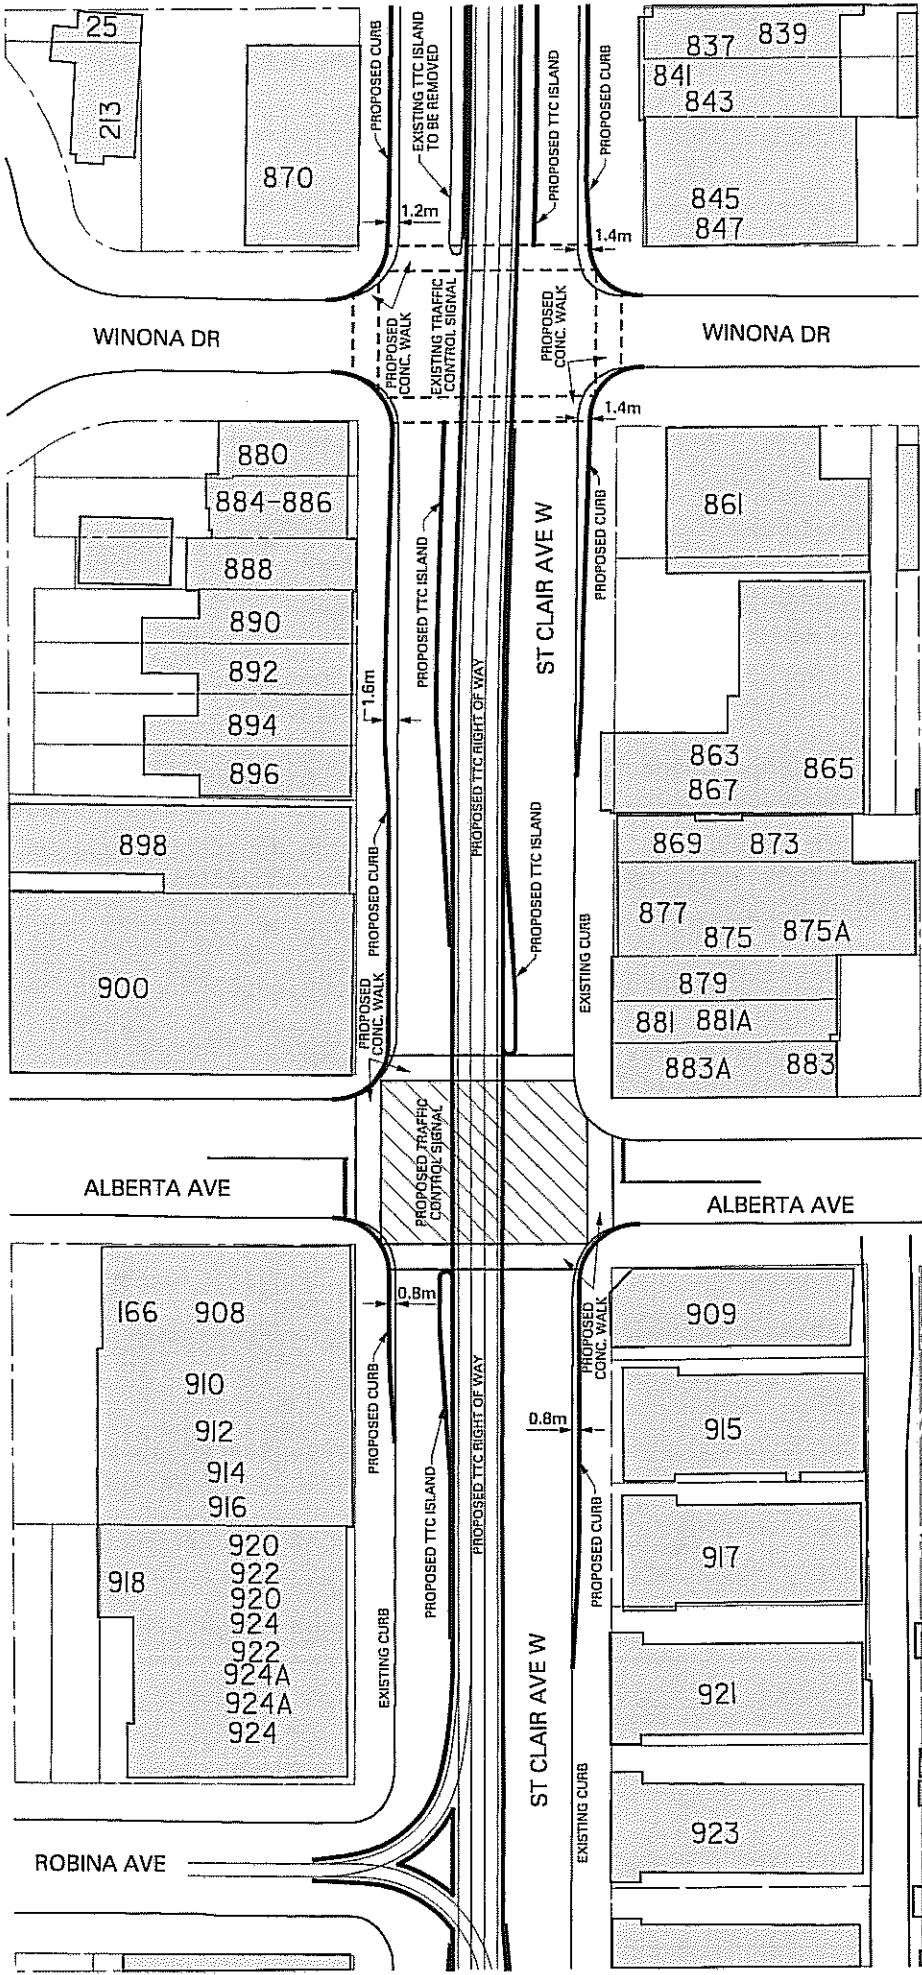 25
213
870
PROPOSED CURB
EXISTING TTC ISLAND
TO BE REMOVED
PROPOSED TTC ISLAND
PROPOSED CURB
837
839
841
843
845
847
1.2m
1.4m
WINONA DR
PROPOSED
CONC. WALK
EXISTING TRAFFIC
CONTROL SIGNAL
PROPOSED
CONC. WALK
WINONA DR
1.4m
880
884-886
888
890
892
894
896
898
900
1.6m
PROPOSED TTC ISLAND
PROPOSED TTC RIGHT OF WAY
ST CLAIR AVE W
PROPOSED CURB
861
863
867
865
869
873
877
875
875A
879
881
881A
883A
883
PROPOSED CURB
PROPOSED TTC ISLAND
EXISTING CURB
PROPOSED
CONC. WALK
PROPOSED TRAFFIC
CONTROL SIGNAL
ALBERTA AVE
ALBERTA AVE
166
908
910
912
914
916
918
920
922
920
924
922
924A
924A
924
0.8m
PROPOSED CURB
PROPOSED TTC ISLAND
PROPOSED TTC RIGHT OF WAY
EXISTING CURB
PROPOSED
CONC. WALK
0.8m
PROPOSED CURB
ST CLAIR AVE W
EXISTING CURB
909
915
917
921
923
ROBINA AVE